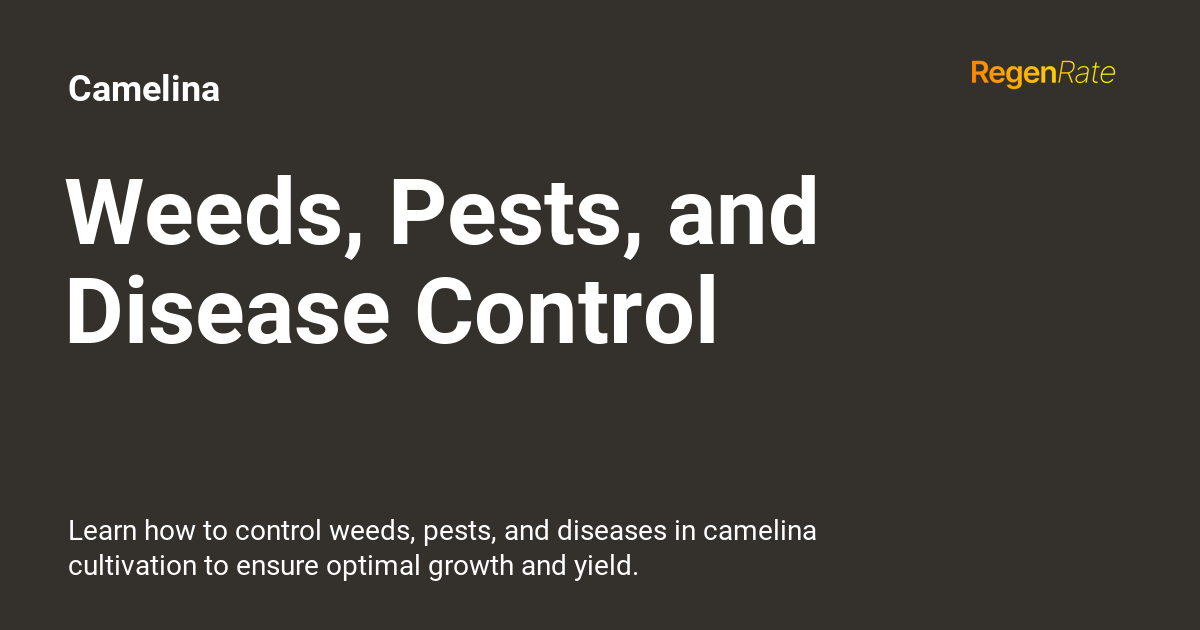 Camelina
RegenRate
Weeds, Pests, and
Disease Control
Learn how to control weeds, pests, and diseases in camelina
cultivation to ensure optimal growth and yield.